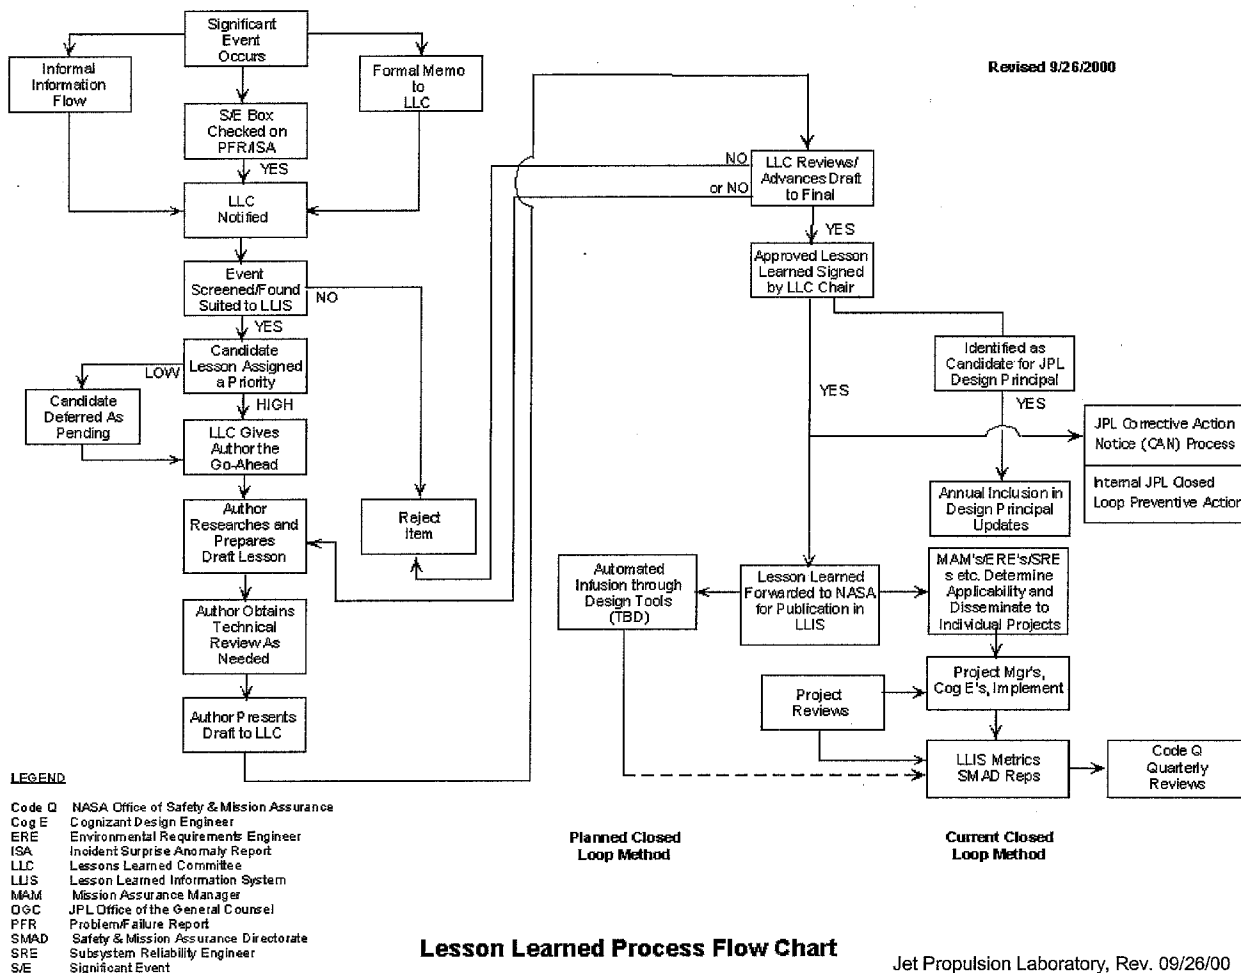 Significant
Event
Occurs
Informal
Information
Flow
Formal Memo
to
LLC
Revised 9/26/2000
S/E Box
Checked on
PFR/ISA
YES
LLC
Notified
NO
or NO
LLC Reviews/
Advances Draft
to Final
YES
Event
Screened/Found
Suited to LLIS
NO
YES
Approved Lesson
Learned Signed
by LLC Chair
Candidate
Lesson Assigned
a Priority
LOW
HIGH
Candidate
Deferred As
Pending
LLC Gives
Author the
Go-Ahead
YES
Identified as
Candidate for JPL
Design Principal
YES
JPL Corrective Action
Notice (CAN) Process
Internal JPL Closed
Loop Preventive Action
Annual Inclusion in
Design Principal
Updates
Author
Researches and
Prepares
Draft Lesson
Reject
Item
Automated
Infusion through
Design Tools
(TBD)
Lesson Learned
Forwarded to NASA
for Publication in
LLIS
MAM's/ERE's/SRE
s etc. Determine
Applicability and
Disseminate to
Individual Projects
Author Obtains
Technical
Review As
Needed
Project
Reviews
Project Mgr's,
Cog E's, Implement
Author Presents
Draft to LLC
LLIS Metrics
SMAD Reps
Code Q
Quarterly
Reviews
Planned Closed
Loop Method
Current Closed
Loop Method
LEGEND
Code Q NASA Office of Safety & Mission Assurance
Cog E Cognizant Design Engineer
ERE Environmental Requirements Engineer
ISA Incident Surprise Anomaly Report
LLC Lessons Learned Committee
LLIS Lesson Learned Information System
MAM Mission Assurance Manager
OGC JPL Office of the General Counsel
PFR Problem/Failure Report
SMAD Safety & Mission Assurance Directorate
SRE Subsystem Reliability Engineer
S/E Significant Event
Lesson Learned Process Flow Chart
Jet Propulsion Laboratory, Rev. 09/26/00